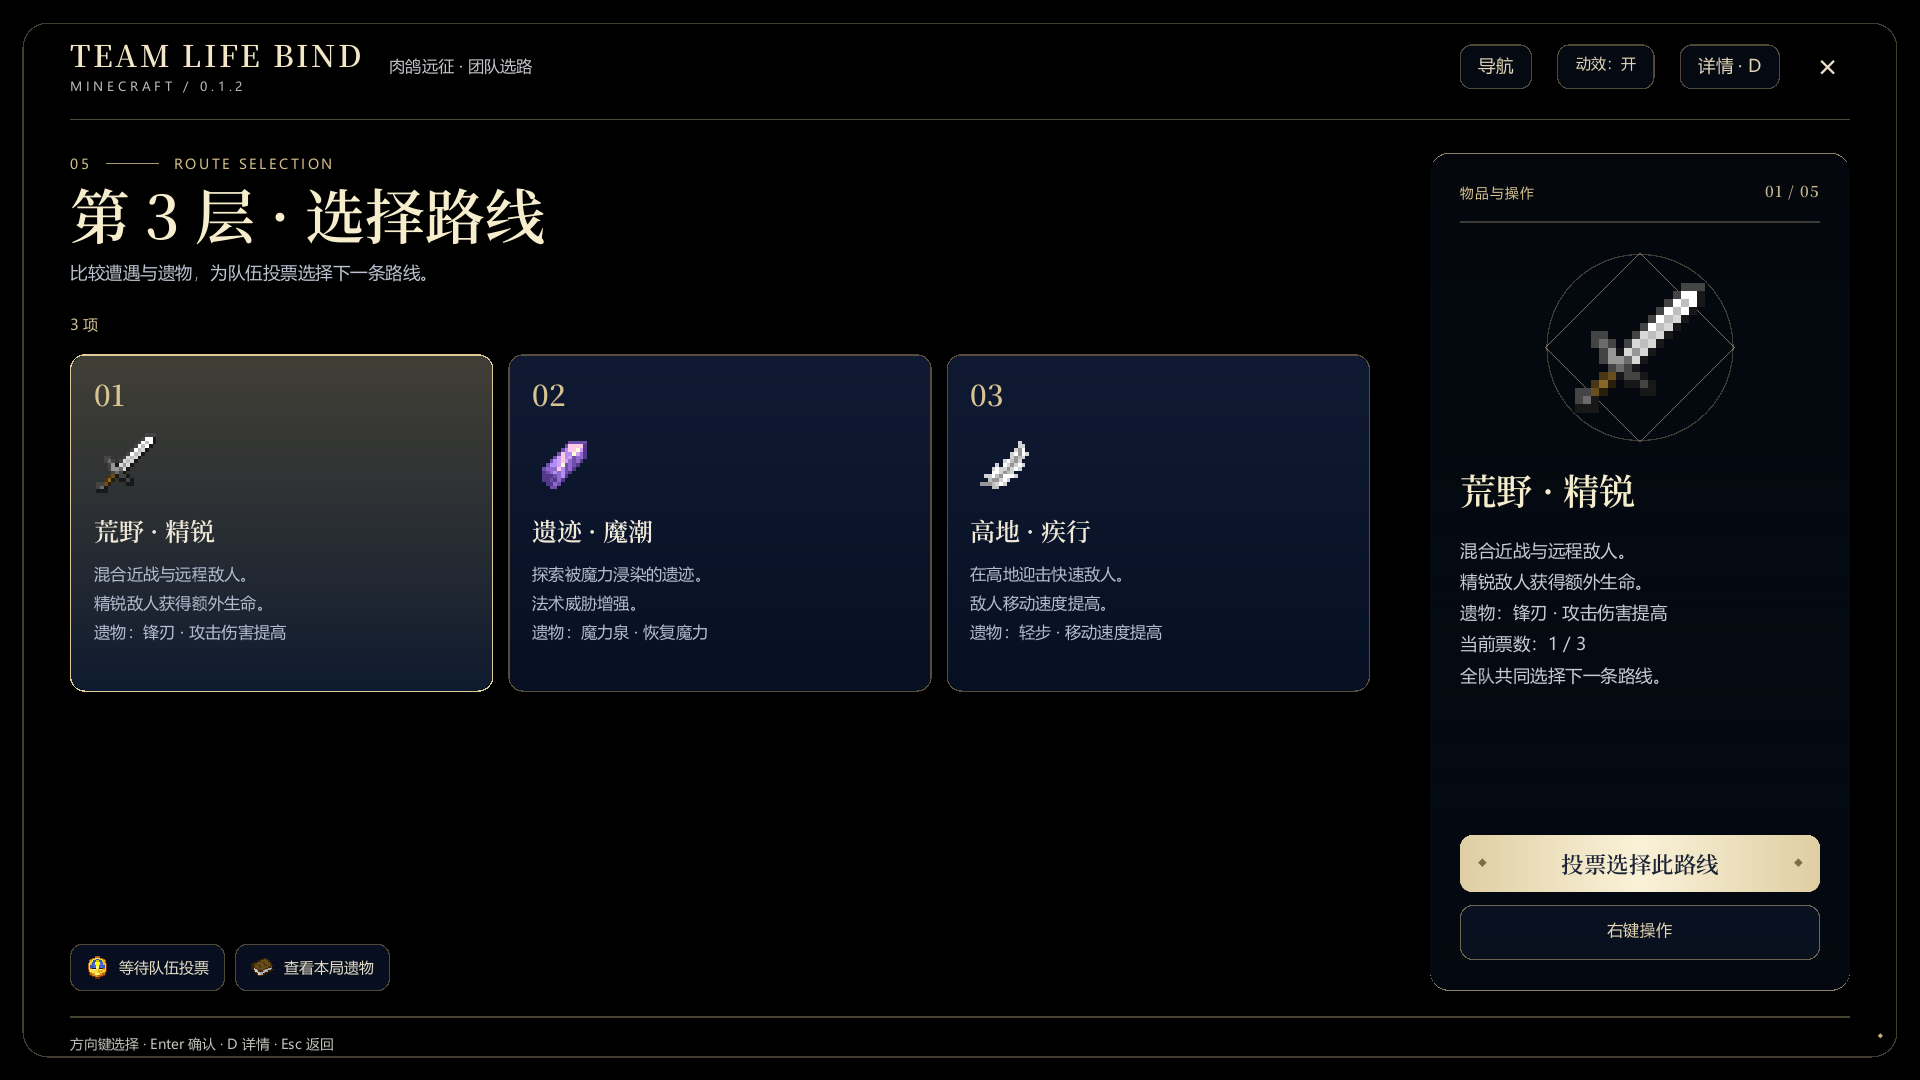 TEAM LIFE BIND
MINECRAFT / 0.1.2
肉鸽远征 · 团队选路
导航
动效：开
详情 · D
×
05
ROUTE SELECTION
第 3 层 · 选择路线
比较遭遇与遗物，为队伍投票选择下一条路线。
3 项
01
荒野 · 精锐
混合近战与远程敌人。
精锐敌人获得额外生命。
遗物：锋刃 · 攻击伤害提高
02
遗迹 · 魔潮
探索被魔力浸染的遗迹。
法术威胁增强。
遗物：魔力泉 · 恢复魔力
03
高地 · 疾行
在高地迎击快速敌人。
敌人移动速度提高。
遗物：轻步 · 移动速度提高
等待队伍投票
查看本局遗物
物品与操作
01 / 05
荒野 · 精锐
混合近战与远程敌人。
精锐敌人获得额外生命。
遗物：锋刃 · 攻击伤害提高
当前票数：1 / 3
全队共同选择下一条路线。
投票选择此路线
右键操作
方向键选择 · Enter 确认 · D 详情 · Esc 返回